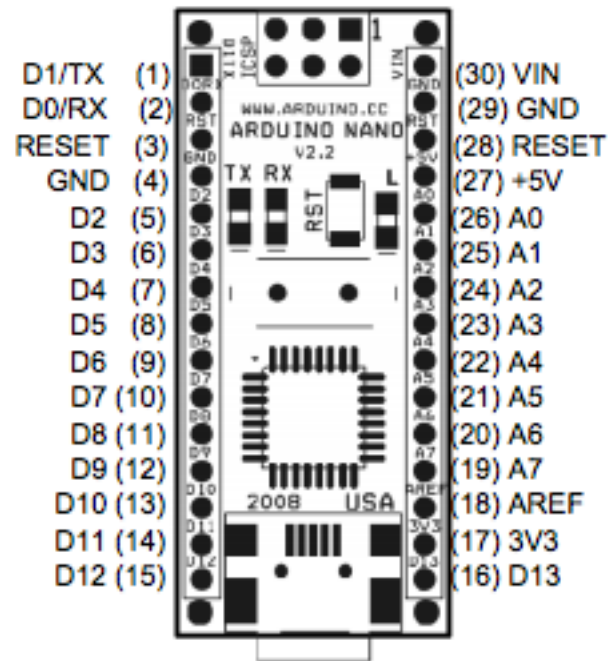 D1/TX (1)
D0/RX (2)
RESET (3)
GND (4)
D2 (5)
D3 (6)
D4 (7)
D5 (8)
D6 (9)
D7 (10)
D8 (11)
D9 (12)
D10 (13)
D11 (14)
D12 (15)
1
ICSP
WWW.ARDUINO.CC
ARDUINO NANO
V2.2
TX RX
RST
L
2008 USA
RST
GND
D2
D3
D4
D5
D6
D7
D8
D9
D10
D11
D12
VIN
GND
RST
+5V
A0
A1
A2
A3
A4
A5
A6
A7
AREF
3V3
D13
(30) VIN
(29) GND
(28) RESET
(27) +5V
(26) A0
(25) A1
(24) A2
(23) A3
(22) A4
(21) A5
(20) A6
(19) A7
(18) AREF
(17) 3V3
(16) D13